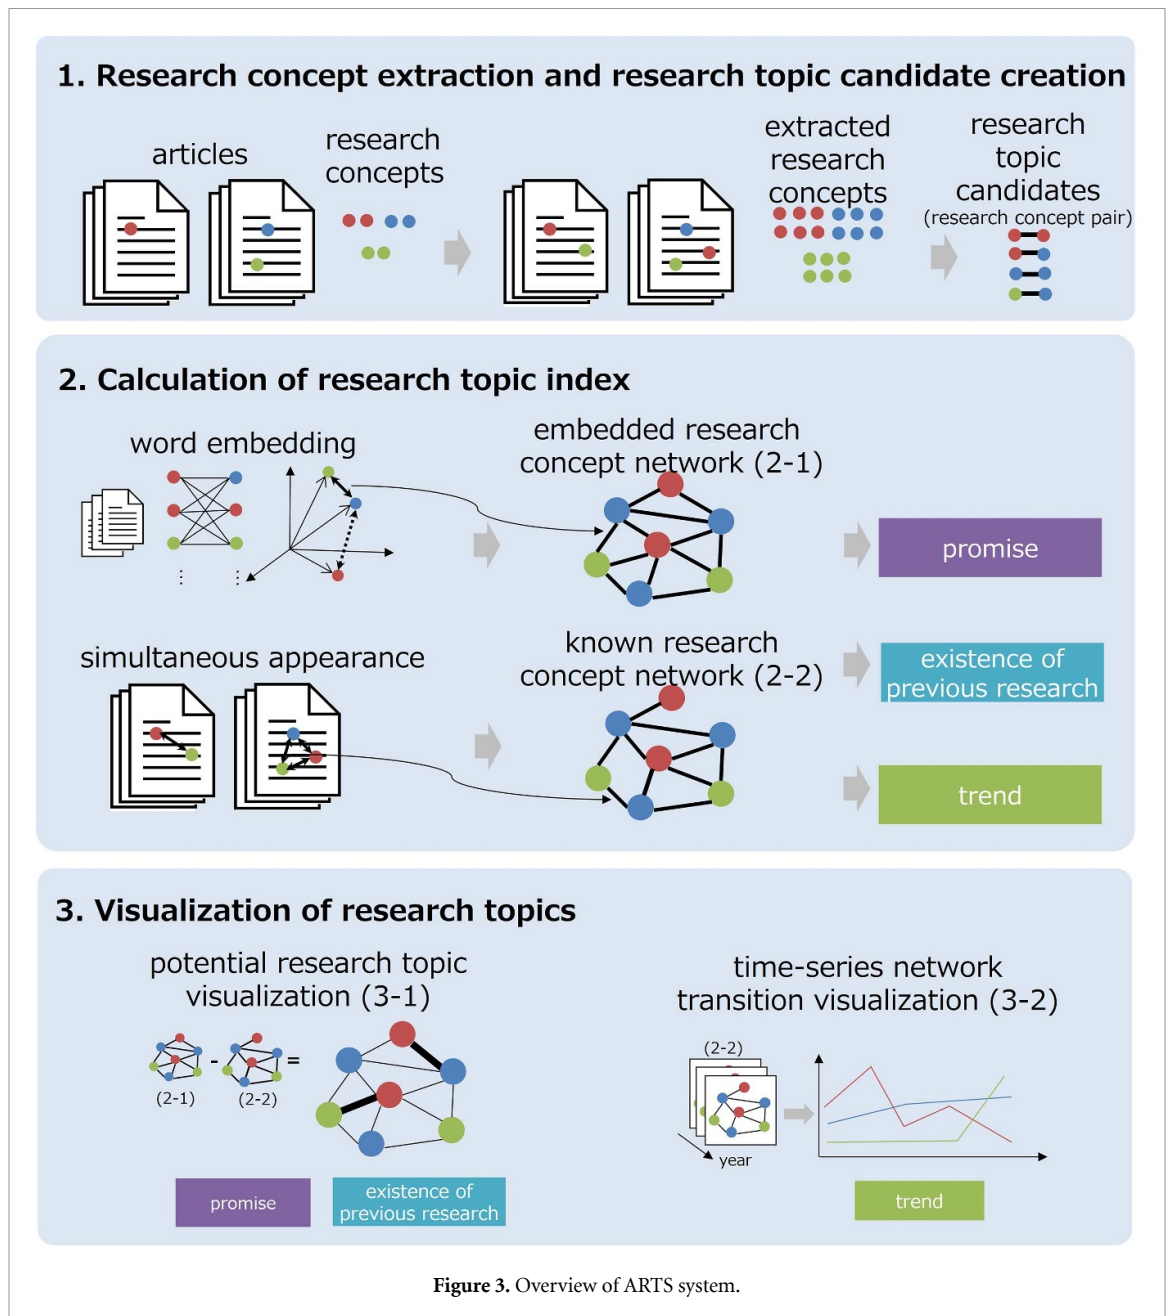 1. Research concept extraction and research topic candidate creation
articles
research
concepts
extracted
research
concepts
research
topic
candidates
(research concept pair)
2. Calculation of research topic index
word embedding
embedded research
concept network (2-1)
promise
simultaneous appearance
known research
concept network (2-2)
existence of
previous research
trend
3. Visualization of research topics
potential research topic
visualization (3-1)
- =
(2-1) (2-2)
promise
existence of
previous research
time-series network
transition visualization (3-2)
(2-2)
year
trend
Figure 3. Overview of ARTS system.